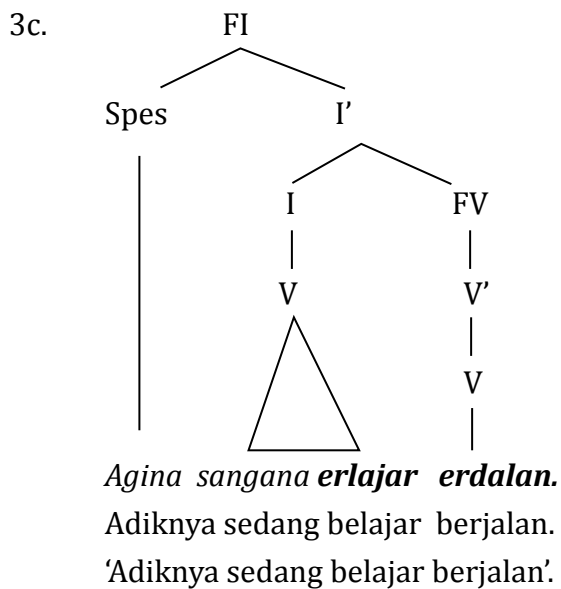 3c. FI
Spes I’
I FV
V V’
V
Agina sangana erlajar erdalan.
Adiknya sedang belajar berjalan.
‘Adiknya sedang belajar berjalan’.